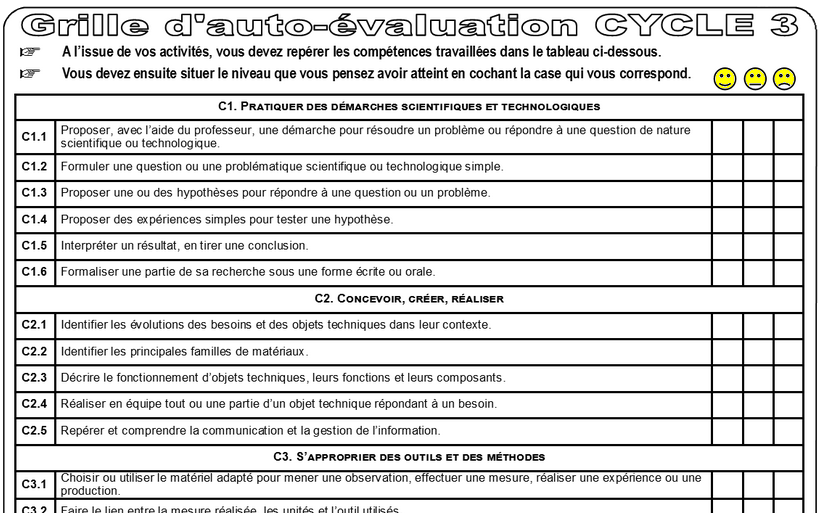 Grille d'auto-évaluation CYCLE 3
A l'issue de vos activités, vous devez repérer les compétences travaillées dans le tableau ci-dessous.
Vous devez ensuite situer le niveau que vous pensez avoir atteint en cochant la case qui vous correspond.
C1. Pratiquer des démarches scientifiques et technologiques
C1.1 Proposer, avec l'aide du professeur, une démarche pour résoudre un problème ou répondre à une question de nature
scientifique ou technologique.
C1.2 Formuler une question ou une problématique scientifique ou technologique simple.
C1.3 Proposer une ou des hypothèses pour répondre à une question ou un problème.
C1.4 Proposer des expériences simples pour tester une hypothèse.
C1.5 Interpréter un résultat, en tirer une conclusion.
C1.6 Formaliser une partie de sa recherche sous une forme écrite ou orale.
C2. Concevoir, créer, réaliser
C2.1 Identifier les évolutions des besoins et des objets techniques dans leur contexte.
C2.2 Identifier les principales familles de matériaux.
C2.3 Décrire le fonctionnement d'objets techniques, leurs fonctions et leurs composants.
C2.4 Réaliser en équipe tout ou une partie d'un objet technique répondant à un besoin.
C2.5 Repérer et comprendre la communication et la gestion de l'information.
C3. S'approprier des outils et des méthodes
C3.1 Choisir ou utiliser le matériel adapté pour mener une observation, effectuer une mesure, réaliser une expérience ou une
production.
C3.2 Faire le lien entre la mesure réalisée, les unités et l'outil utilisés.